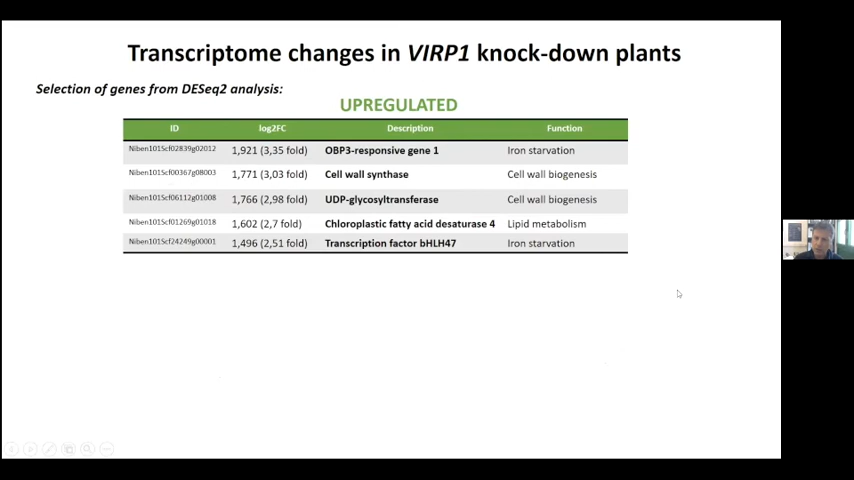 Transcriptome changes in VIRP1 knock-down plants
Selection of genes from DESeq2 analysis:
UPREGULATED
ID log2FC Description Function
Niben101Scf02839g02012 1,921 (3,35 fold) OBP3-responsive gene 1 Iron starvation
Niben101Scf00367g08003 1,771 (3,03 fold) Cell wall synthase Cell wall biogenesis
Niben101Scf06112g01008 1,766 (2,98 fold) UDP-glycosyltransferase Cell wall biogenesis
Niben101Scf01269g01018 1,602 (2,7 fold) Chloroplastic fatty acid desaturase 4 Lipid metabolism
Niben101Scf24249g00001 1,496 (2,51 fold) Transcription factor bHLH47 Iron starvation